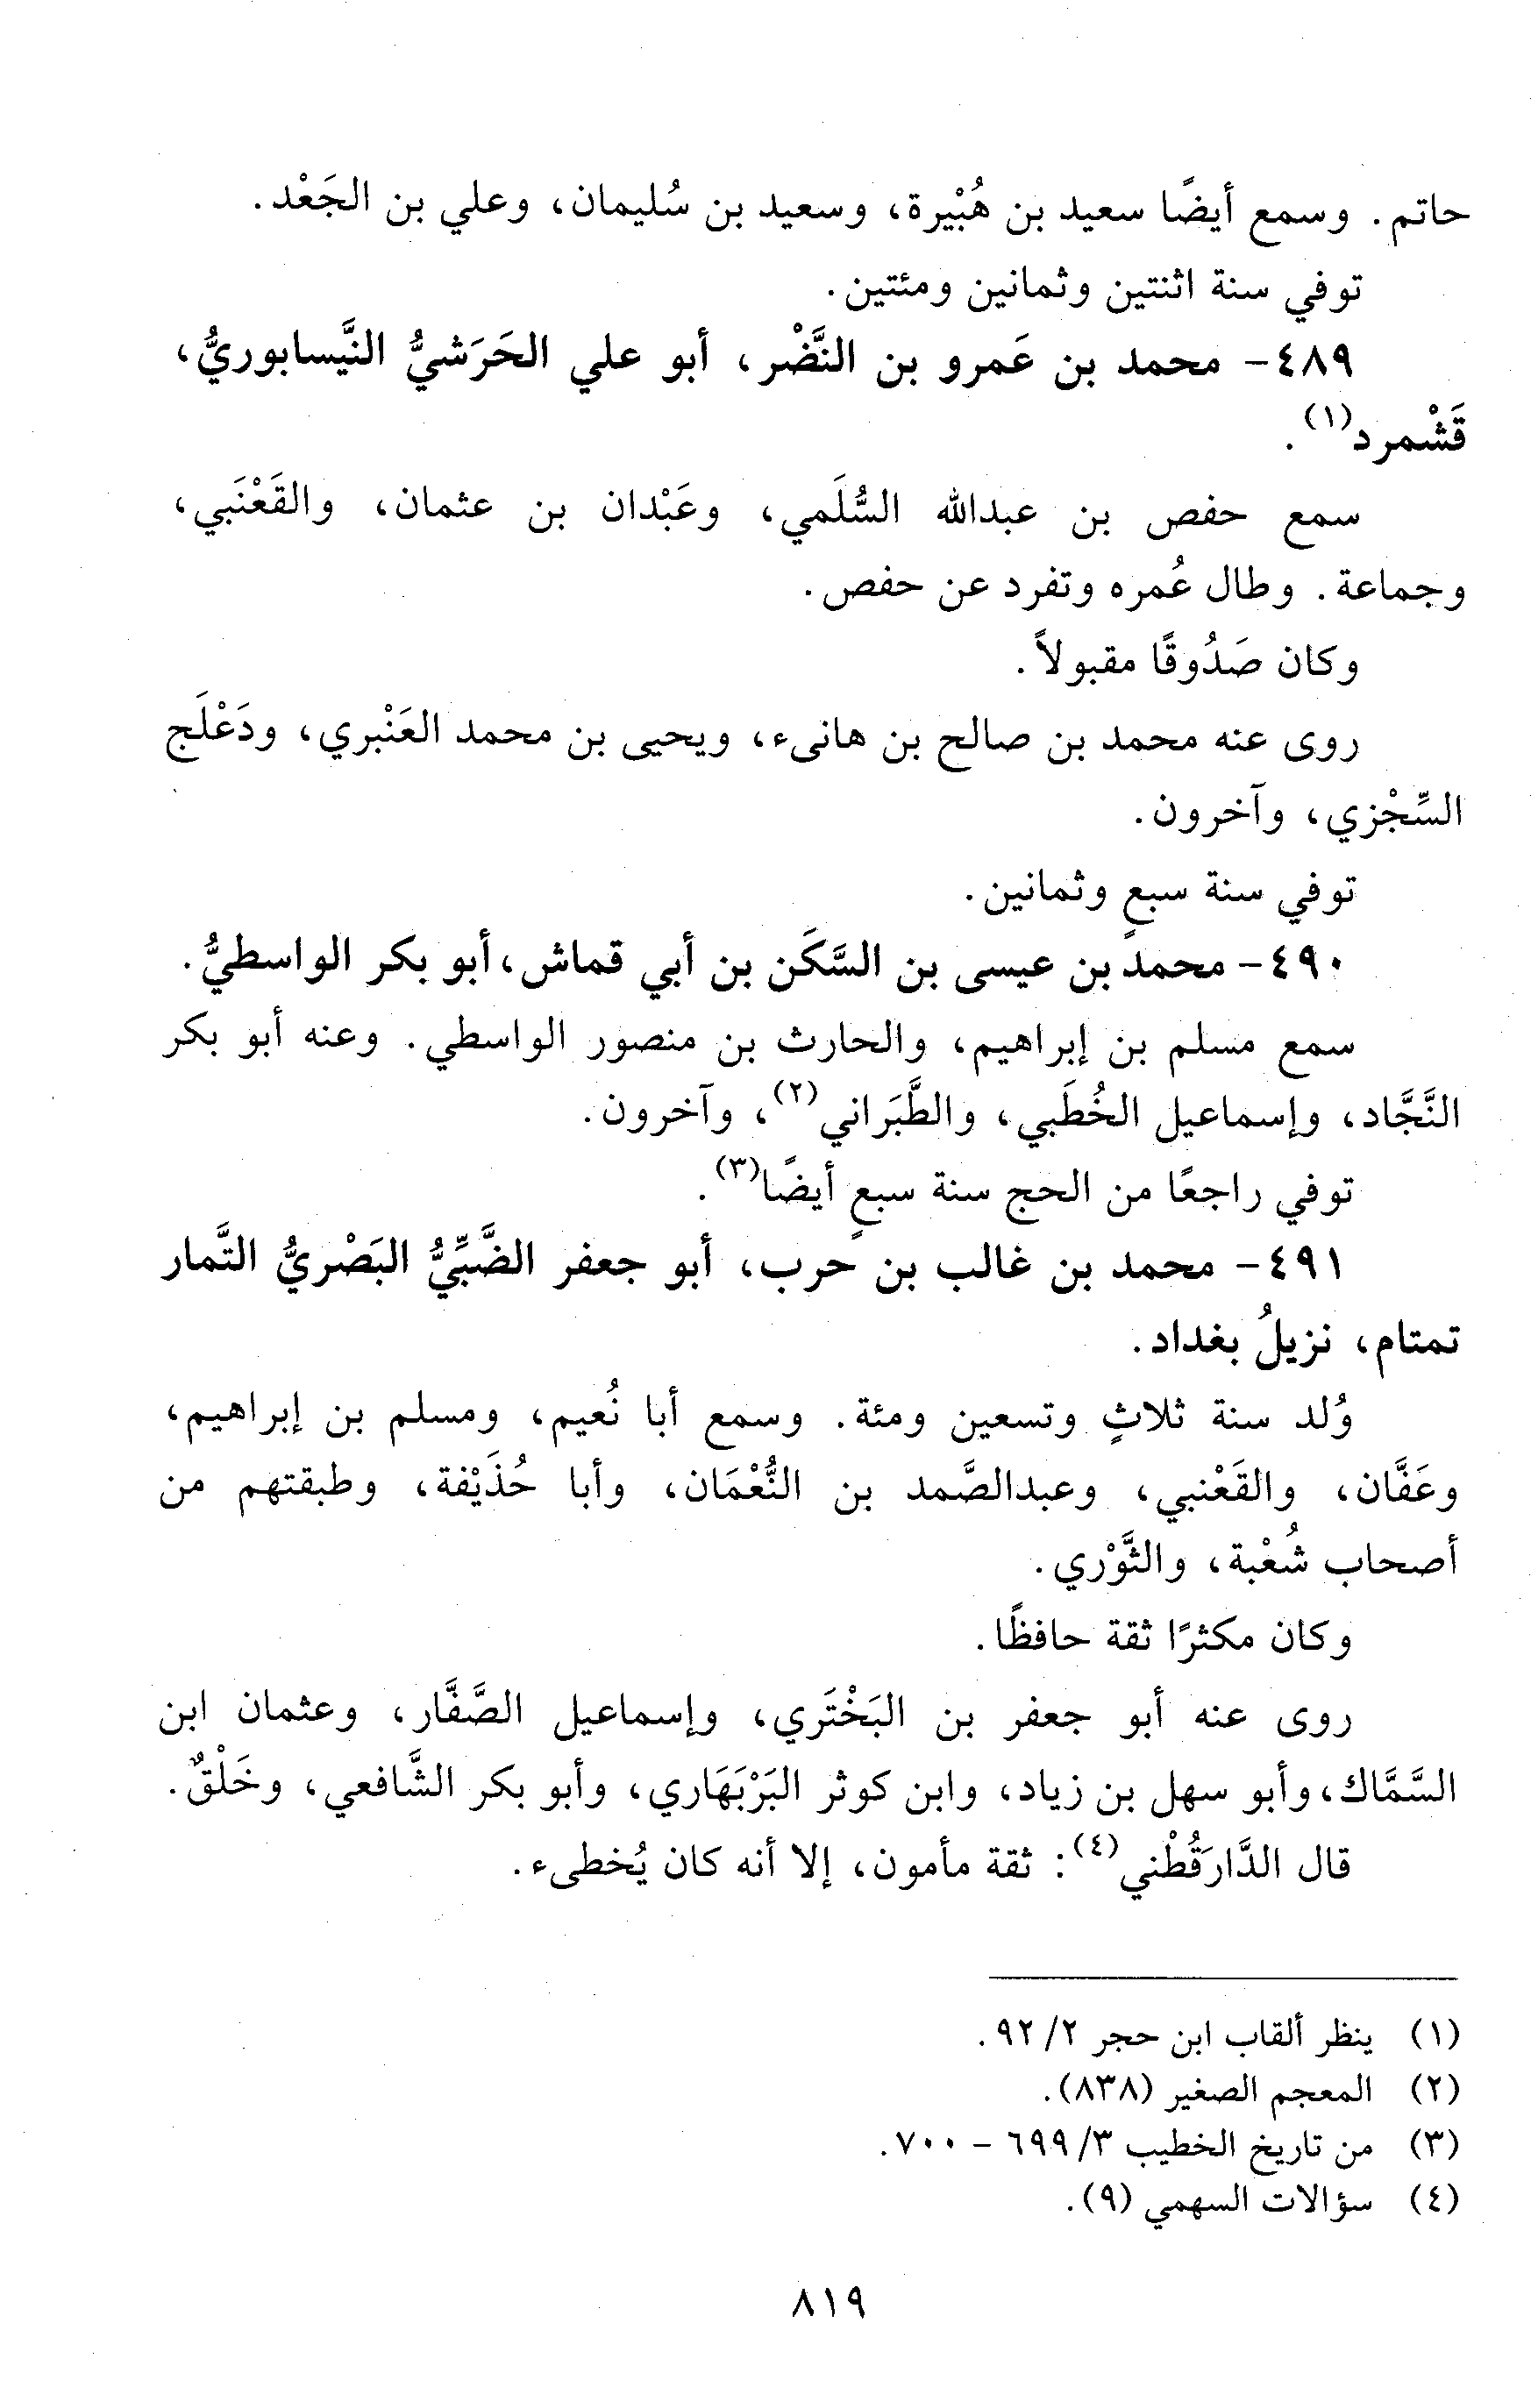 حاتم. وسمع أيضًا سعيد بن هُبْيرة، وسعيد بن سُليمان، وعلي بن الجَعْد.
توفي سنة اثنتين وثمانين ومئتين.
٤٨٩- محمد بن عَمرو بن النَّضْر، أبو علي الحَرَشيُّ النَّيسابوريُّ،
قَشْمرد(١).
سمع حفص بن عبدالله السُّلَمي، وعَبْدان بن عثمان، والقَعْنَبي،
وجماعة. وطال عُمره وتفرد عن حفص.
وكان صَدُوقًا مقبولاً.
روى عنه محمد بن صالح بن هانىء، ويحيى بن محمد العَنْبري، ودَعْلَج
السِّجْزي، وآخرون.
توفي سنة سبعٍ وثمانين.
٤٩٠- محمد بن عيسى بن السَّكَن بن أبي قماش، أبو بكر الواسطيُّ.
سمع مسلم بن إبراهيم، والحارث بن منصور الواسطي. وعنه أبو بكر
النَّجَّاد، وإسماعيل الخُطَبي، والطَّبَراني(٢)، وآخرون.
توفي راجعًا من الحج سنة سبعٍ أيضًا(٣).
٤٩١- محمد بن غالب بن حرب، أبو جعفر الضَّبِّيُّ البَصْريُّ التَّمار
تمتام، نزيلُ بغداد.
وُلد سنة ثلاثٍ وتسعين ومئة. وسمع أبا نُعيم، ومسلم بن إبراهيم،
وعَفَّان، والقَعْنبي، وعبدالصَّمد بن النُّعْمَان، وأبا حُذَيْفة، وطبقتهم من
أصحاب شُعْبة، والثَّوْري.
وكان مكثرًا ثقة حافظًا.
روى عنه أبو جعفر بن البَخْتَري، وإسماعيل الصَّفَّار، وعثمان ابن
السَّمَّاك، وأبو سهل بن زياد، وابن كوثر البَرْبَهَاري، وأبو بكر الشَّافعي، وخَلْقٌ.
قال الدَّارَقُطْني(٤): ثقة مأمون، إلا أنه كان يُخطىء.
(١) ينظر ألقاب ابن حجر ٢/ ٩٢.
(٢) المعجم الصغير (٨٣٨).
(٣) من تاريخ الخطيب ٣/ ٦٩٩ - ٧٠٠.
(٤) سؤالات السهمي (٩).
٨١٩